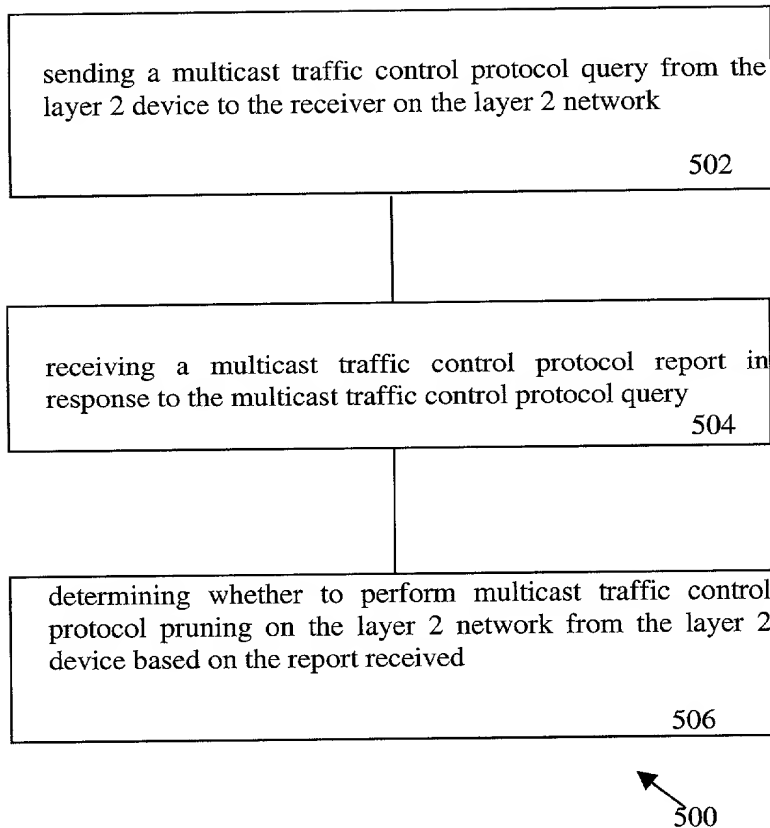 sending a multicast traffic control protocol query from the
layer 2 device to the receiver on the layer 2 network
502
receiving a multicast traffic control protocol report in
response to the multicast traffic control protocol query
504
determining whether to perform multicast traffic control
protocol pruning on the layer 2 network from the layer 2
device based on the report received
506
500